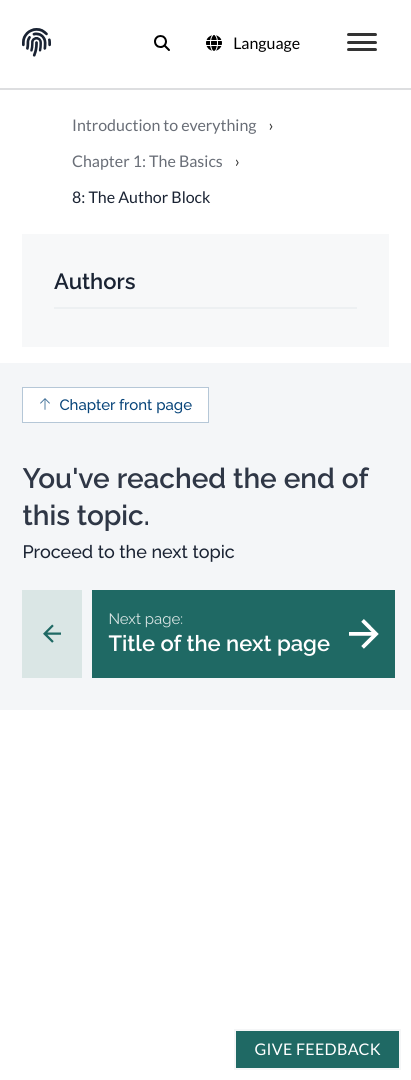 Language
Introduction to everything ›
Chapter 1: The Basics ›
8: The Author Block
Authors
↑ Chapter front page
You've reached the end of
this topic.
Proceed to the next topic
Next page:
Title of the next page
GIVE FEEDBACK